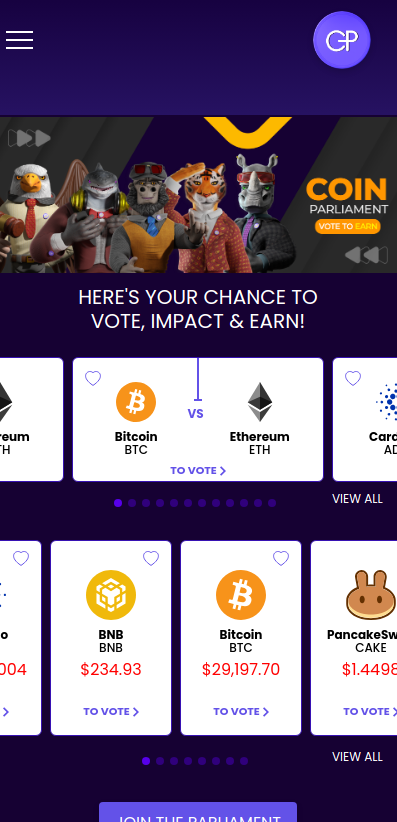 GP
COIN
PARLIAMENT
VOTE TO EARN
HERE'S YOUR CHANCE TO
VOTE, IMPACT & EARN!
reum
TH
Bitcoin
BTC
VS
Ethereum
ETH
TO VOTE
Card
AD
VIEW ALL
o
004
BNB
BNB
$234.93
TO VOTE
Bitcoin
BTC
$29,197.70
TO VOTE
PancakeSw
CAKE
$1.4498
TO VOTE
VIEW ALL
JOIN THE PARLIAMENT